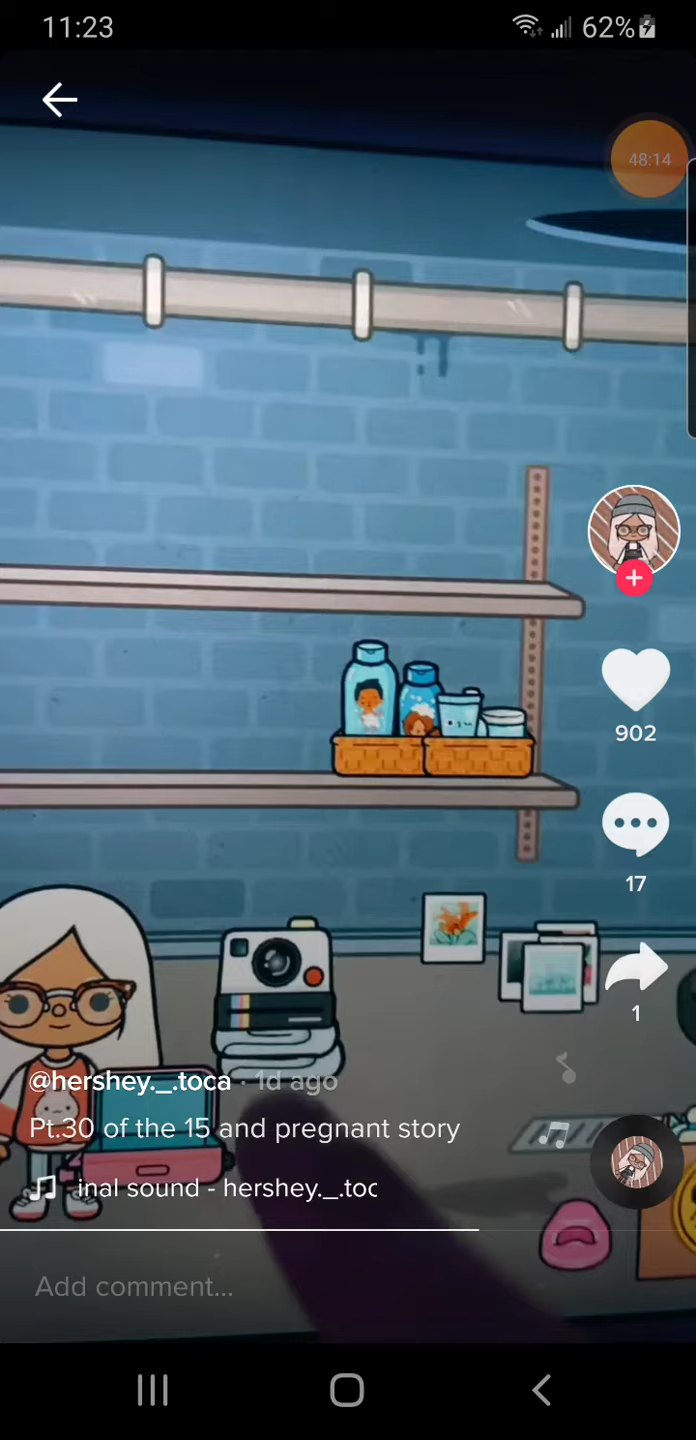 11:23
62%
48:14
902
17
1
@hershey._.toca · 1d ago
Pt.30 of the 15 and pregnant story
inal sound - hershey._.toc
Add comment...